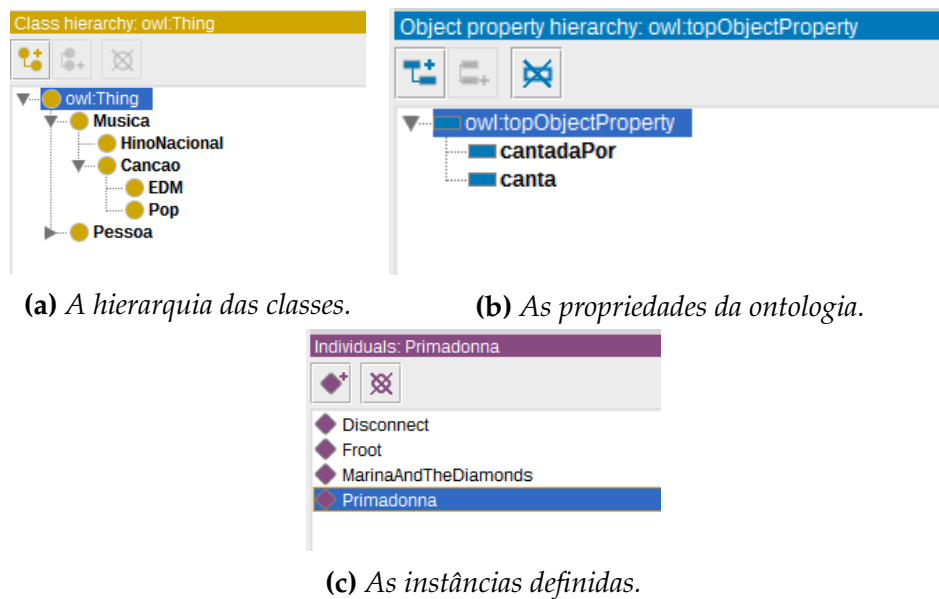 Class hierarchy: owl:Thing
owl:Thing
Musica
HinoNacional
Cancao
EDM
Pop
Pessoa
(a) A hierarquia das classes.
Object property hierarchy: owl:topObjectProperty
owl:topObjectProperty
cantadaPor
canta
(b) As propriedades da ontologia.
Individuals: Primadonna
Disconnect
Froot
MarinaAndTheDiamonds
Primadonna
(c) As instâncias definidas.